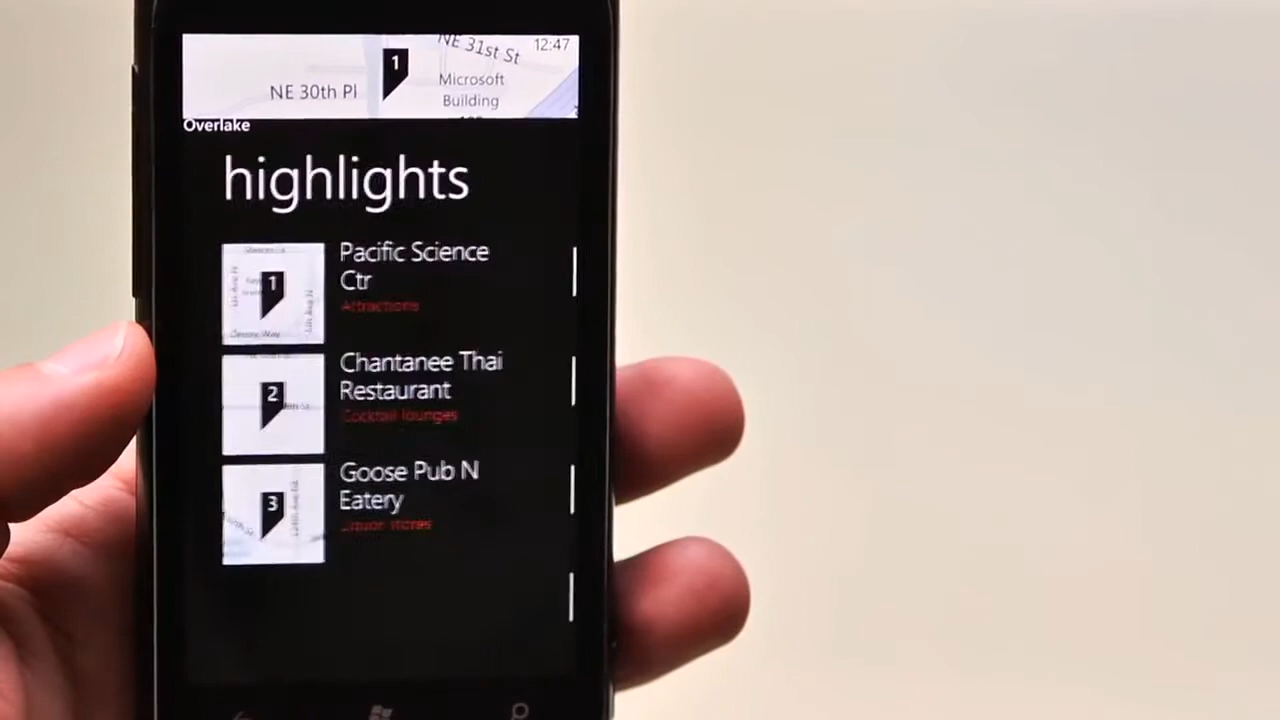 NE 31st St
12:47
1
NE 30th Pl
Microsoft
Building
Overlake
highlights
1
Pacific Science
Ctr
Attractions
2
Chantanee Thai
Restaurant
Cocktail lounges
3
Goose Pub N
Eatery
Liquor stores